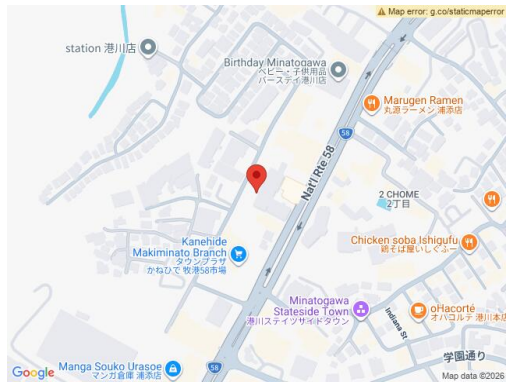 Map error: g.co/staticmaperror
station 港川店
Birthday Minatogawa
ベビー・子供用品
バースデイ港川店
Marugen Ramen
丸源ラーメン 浦添店
58
Nat'l Rte 58
2 CHOME
2丁目
Kanehide
Makiminato Branch
タウンプラザ
かねひで 牧港58市場
Chicken soba Ishigufu
鶏そば屋いしぐふー
58
Minatogawa
Stateside Town
港川ステイツサイドタウン
Indiana St
oHacorté
オハコルテ 港川本店
学園通り
Manga Souko Urasoe
マンガ倉庫 浦添店
Google
Map data ©2026